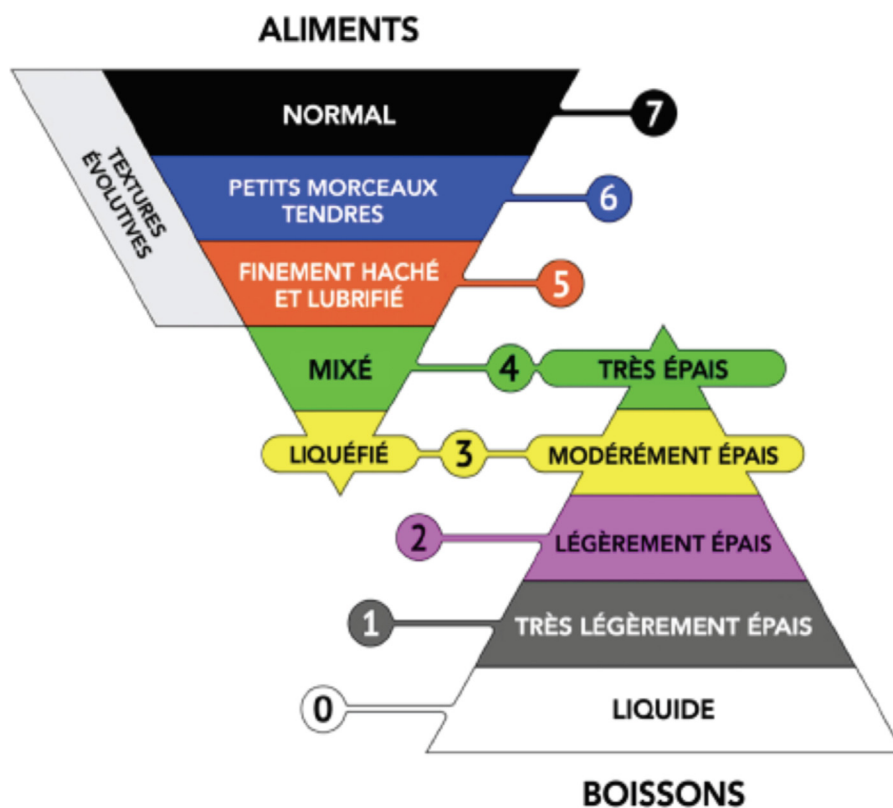 ALIMENTS
NORMAL
7
TEXTURES
ÉVOLUTIVES
PETITS MORCEAUX
TENDRES
6
FINEMENT HACHÉ
ET LUBRIFIÉ
5
MIXÉ
4
TRÈS ÉPAIS
LIQUÉFIÉ
3
MODÉRÉMENT ÉPAIS
2
LÉGÈREMENT ÉPAIS
1
TRÈS LÉGÈREMENT ÉPAIS
0
LIQUIDE
BOISSONS